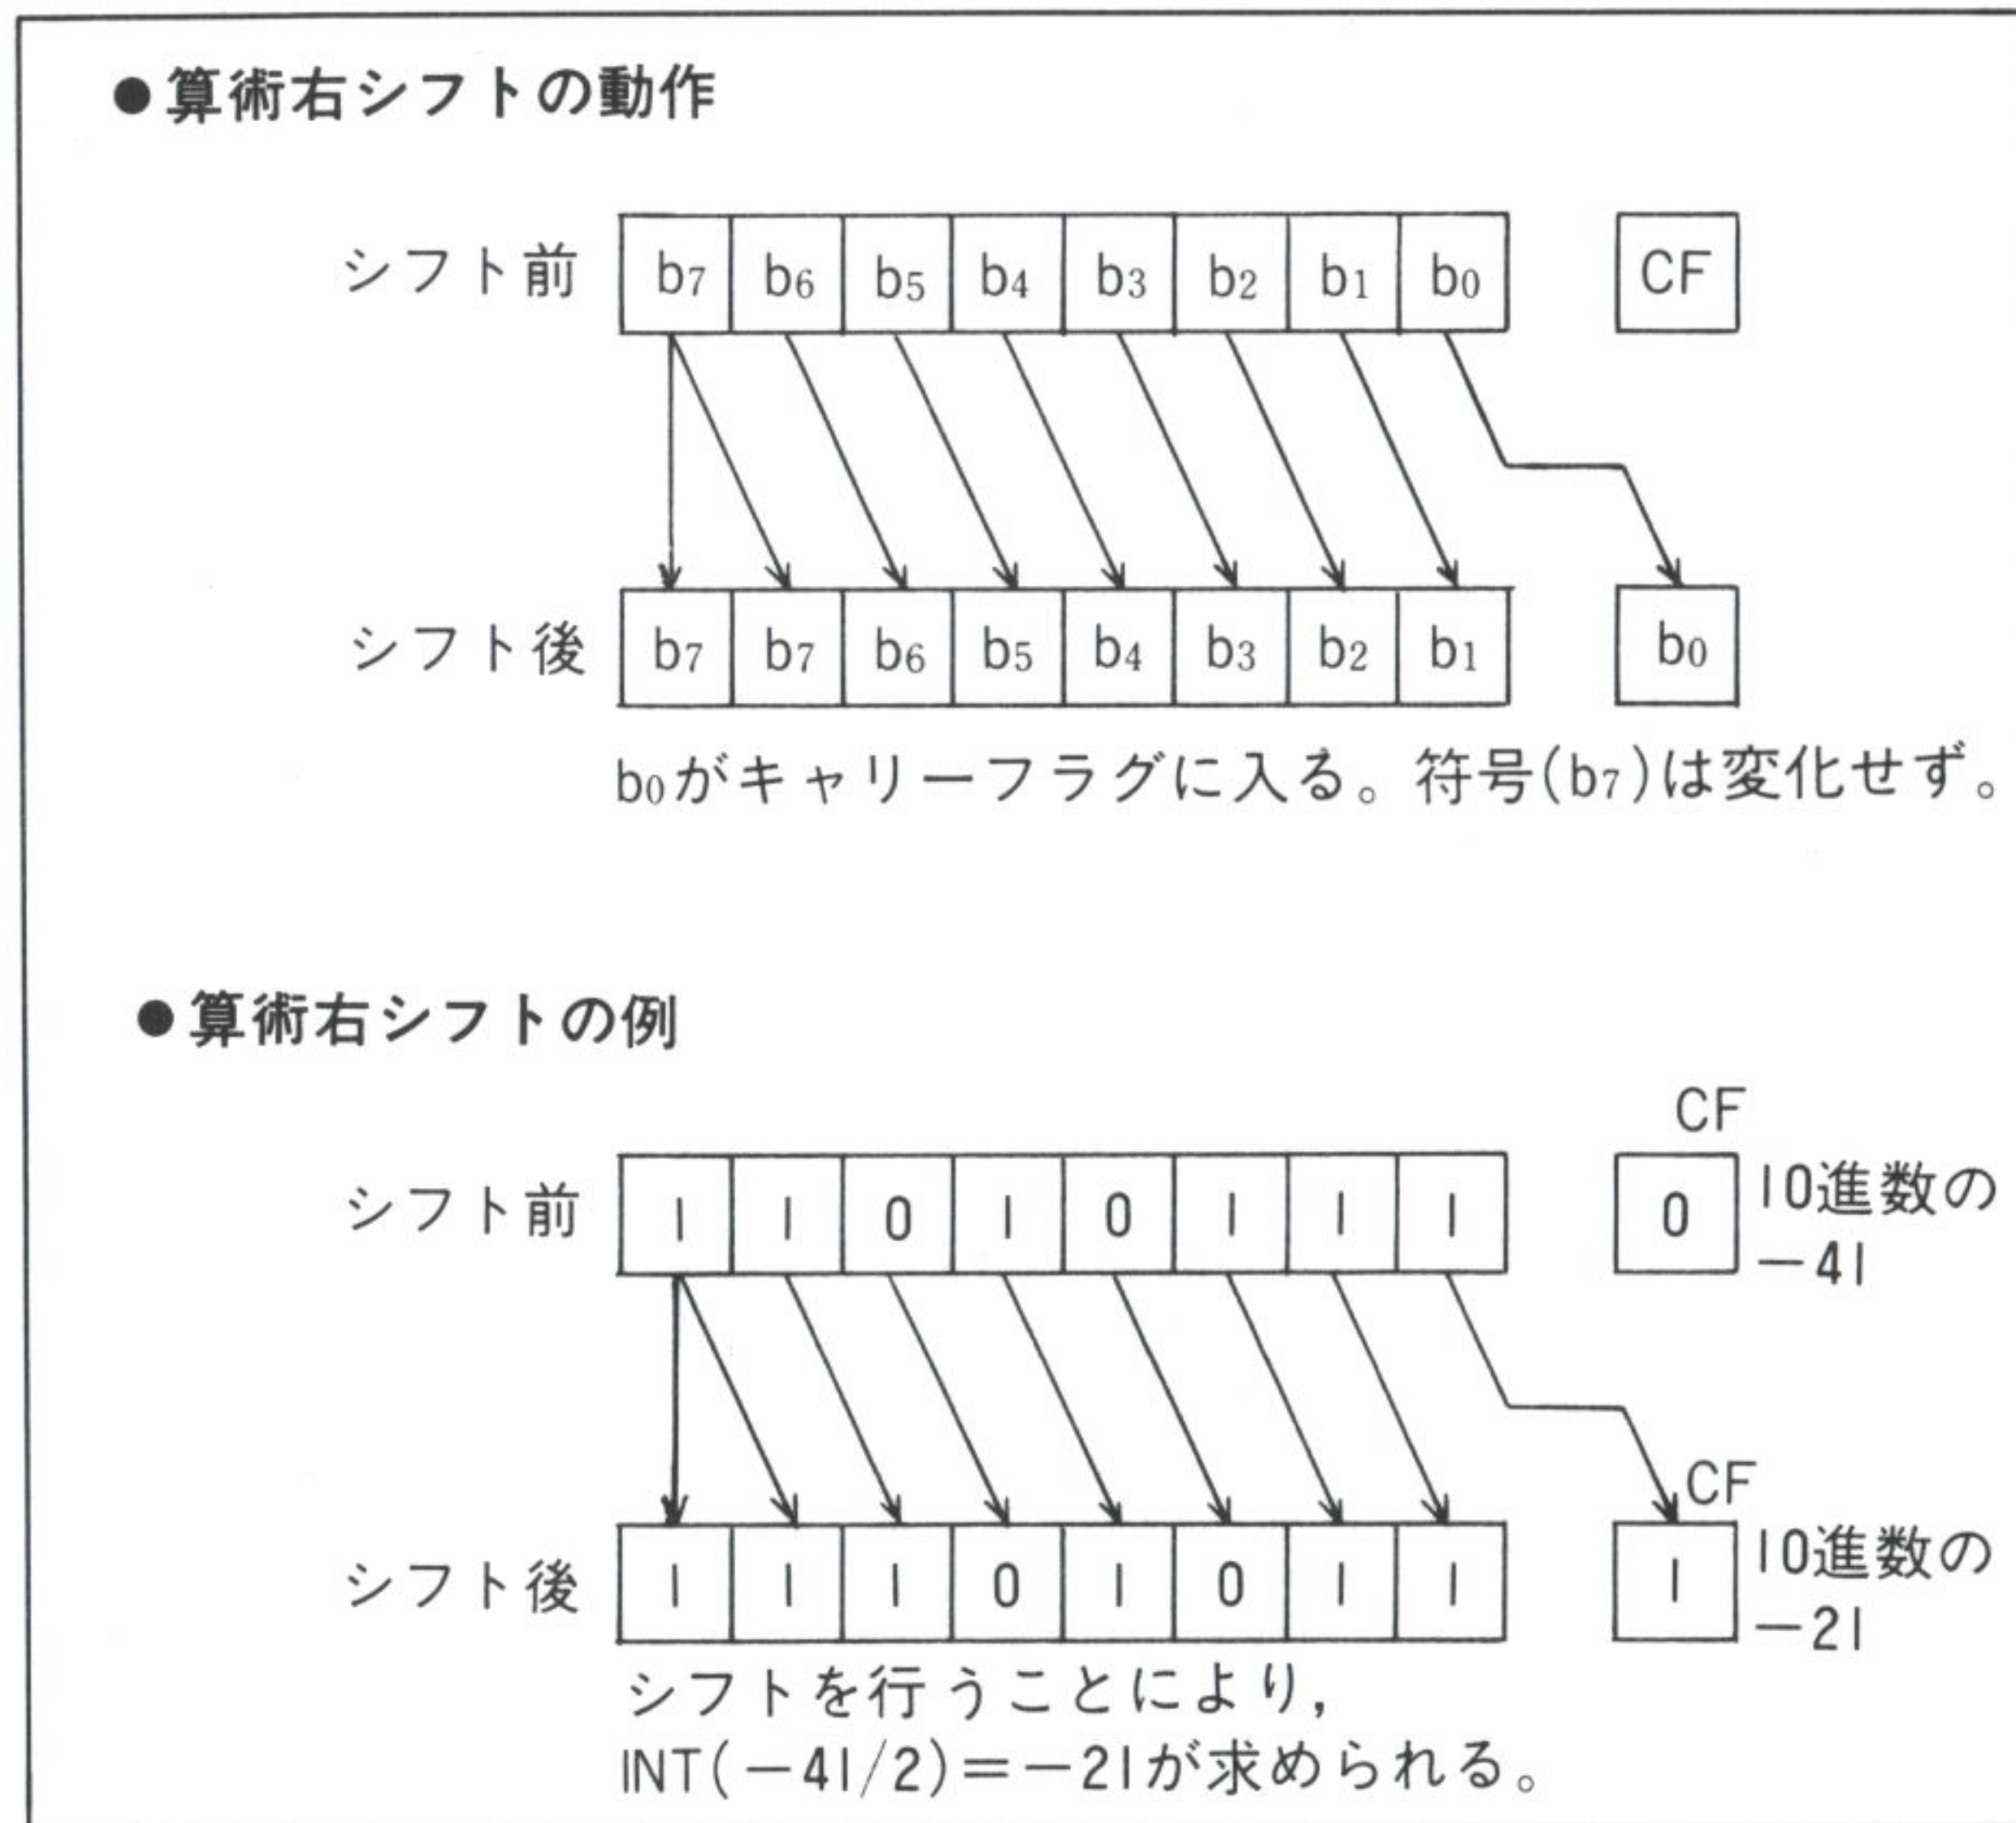 ●算術右シフトの動作
シフト前 b7 b6 b5 b4 b3 b2 b1 b0 CF
シフト後 b7 b7 b6 b5 b4 b3 b2 b1 b0
b0がキャリーフラグに入る。符号(b7)は変化せず。
●算術右シフトの例
CF
シフト前 1 1 0 1 0 1 1 1 0 10進数の
−41
CF
シフト後 1 1 1 0 1 0 1 1 1 10進数の
−21
シフトを行うことにより,
INT(−41/2)=−21が求められる。